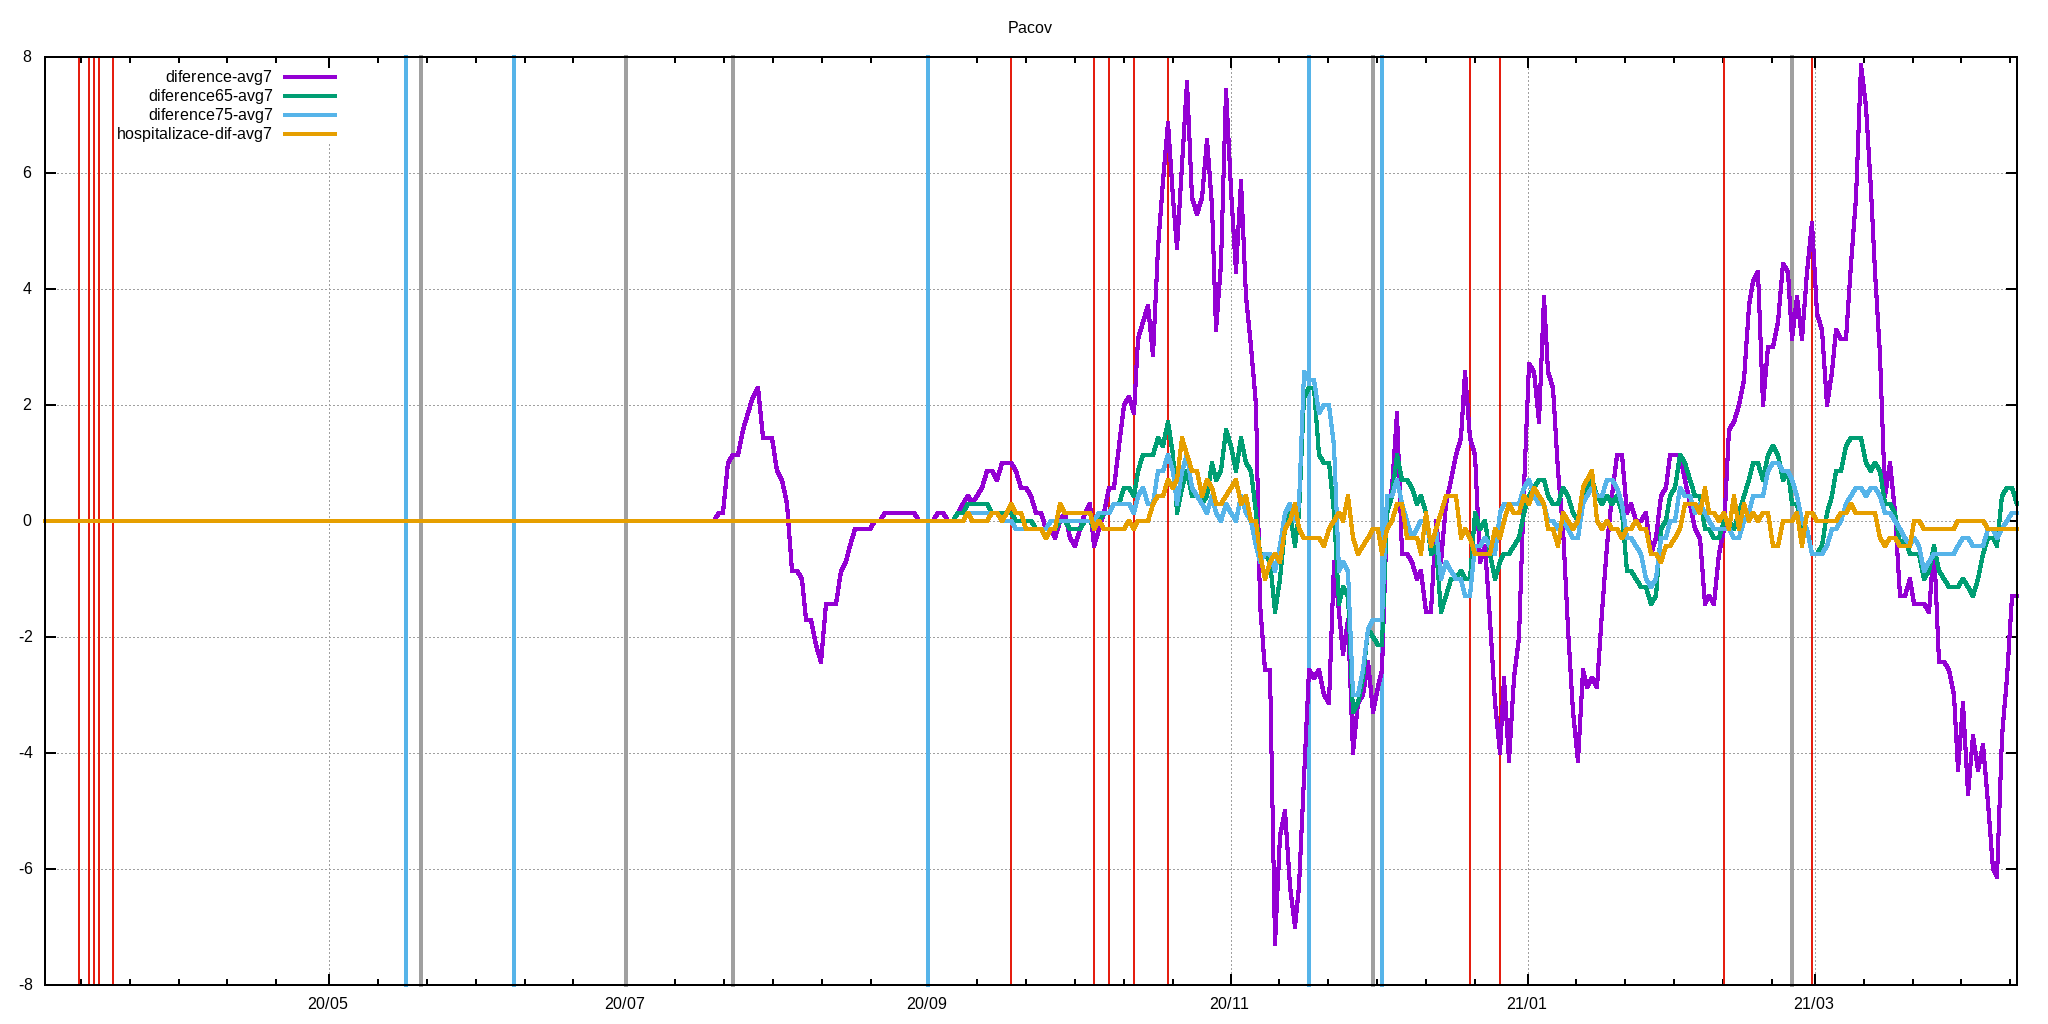 Pacov
diference-avg7
diference65-avg7
diference75-avg7
hospitalizace-dif-avg7
8
6
4
2
0
-2
-4
-6
-8
20/05 20/07 20/09 20/11 21/01 21/03